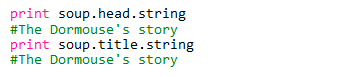 print soup.head.string
#The Dormouse's story
print soup.title.string
#The Dormouse's story